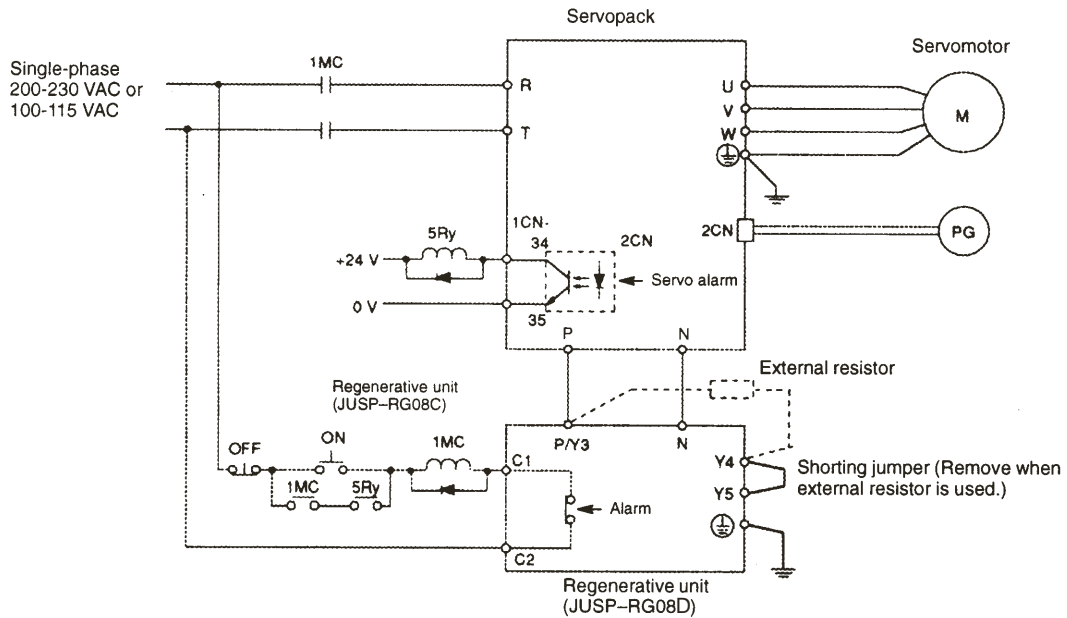 Servopack
Servomotor
Single-phase
200-230 VAC or
100-115 VAC
1MC
R
T
U
V
W
M
1CN-
5Ry
34
2CN
2CN
PG
+24 V
Servo alarm
0 V
35
P
N
External resistor
Regenerative unit
(JUSP–RG08C)
OFF
ON
1MC
C1
P/Y3
N
Y4
Shorting jumper (Remove when
external resistor is used.)
1MC
5Ry
Y5
Alarm
C2
Regenerative unit
(JUSP–RG08D)